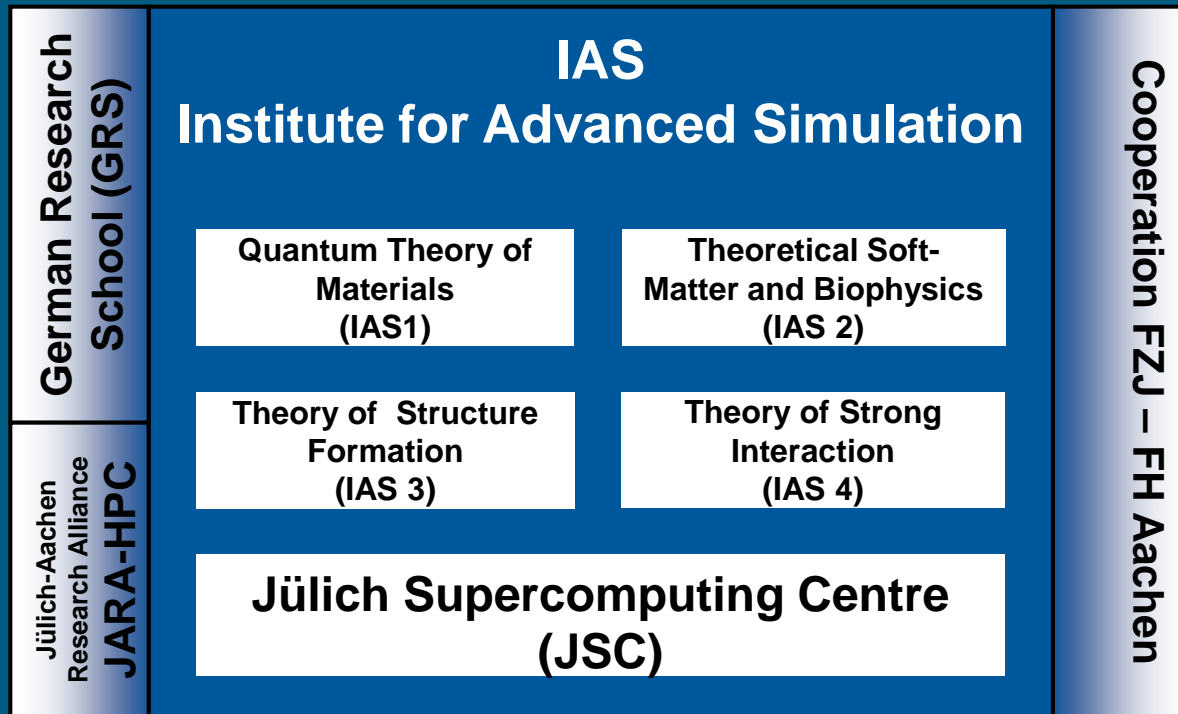 German Research
School (GRS)
Jülich-Aachen
Research Alliance
JARA-HPC
IAS
Institute for Advanced Simulation
Quantum Theory of
Materials
(IAS1)
Theoretical Soft-
Matter and Biophysics
(IAS 2)
Theory of Structure
Formation
(IAS 3)
Theory of Strong
Interaction
(IAS 4)
Jülich Supercomputing Centre
(JSC)
Cooperation FZJ – FH Aachen